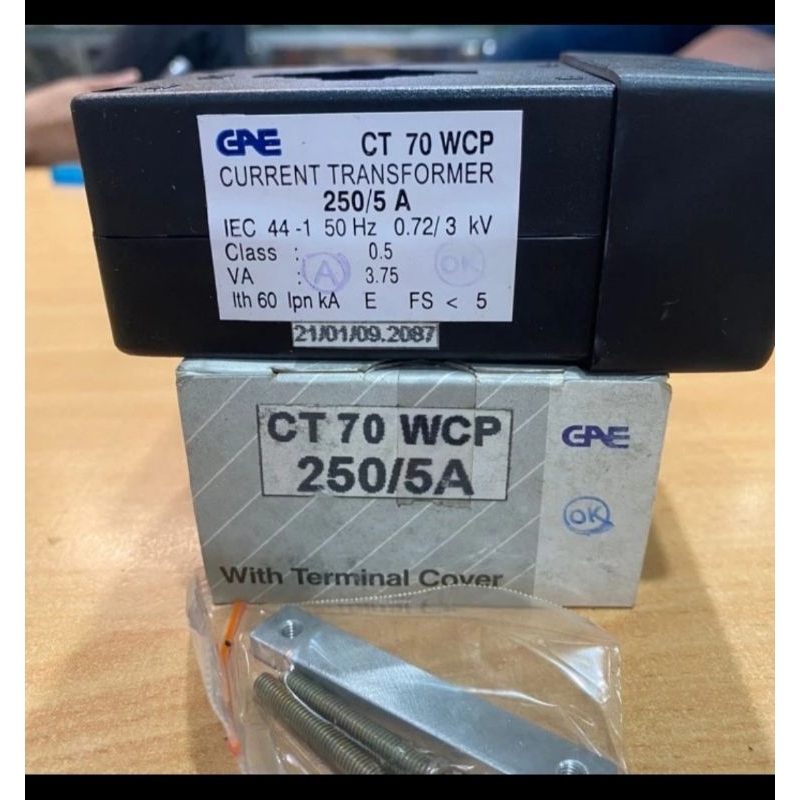 GAE CT 70 WCP
CURRENT TRANSFORMER
250/5 A
IEC 44-1 50 Hz 0.72/3 kV
Class : 0.5
VA : A 3.75 OK
Ith 60 Ipn kA E FS < 5
21/01/09.2087
CT 70 WCP
250/5A
GAE
OK
With Terminal Cover